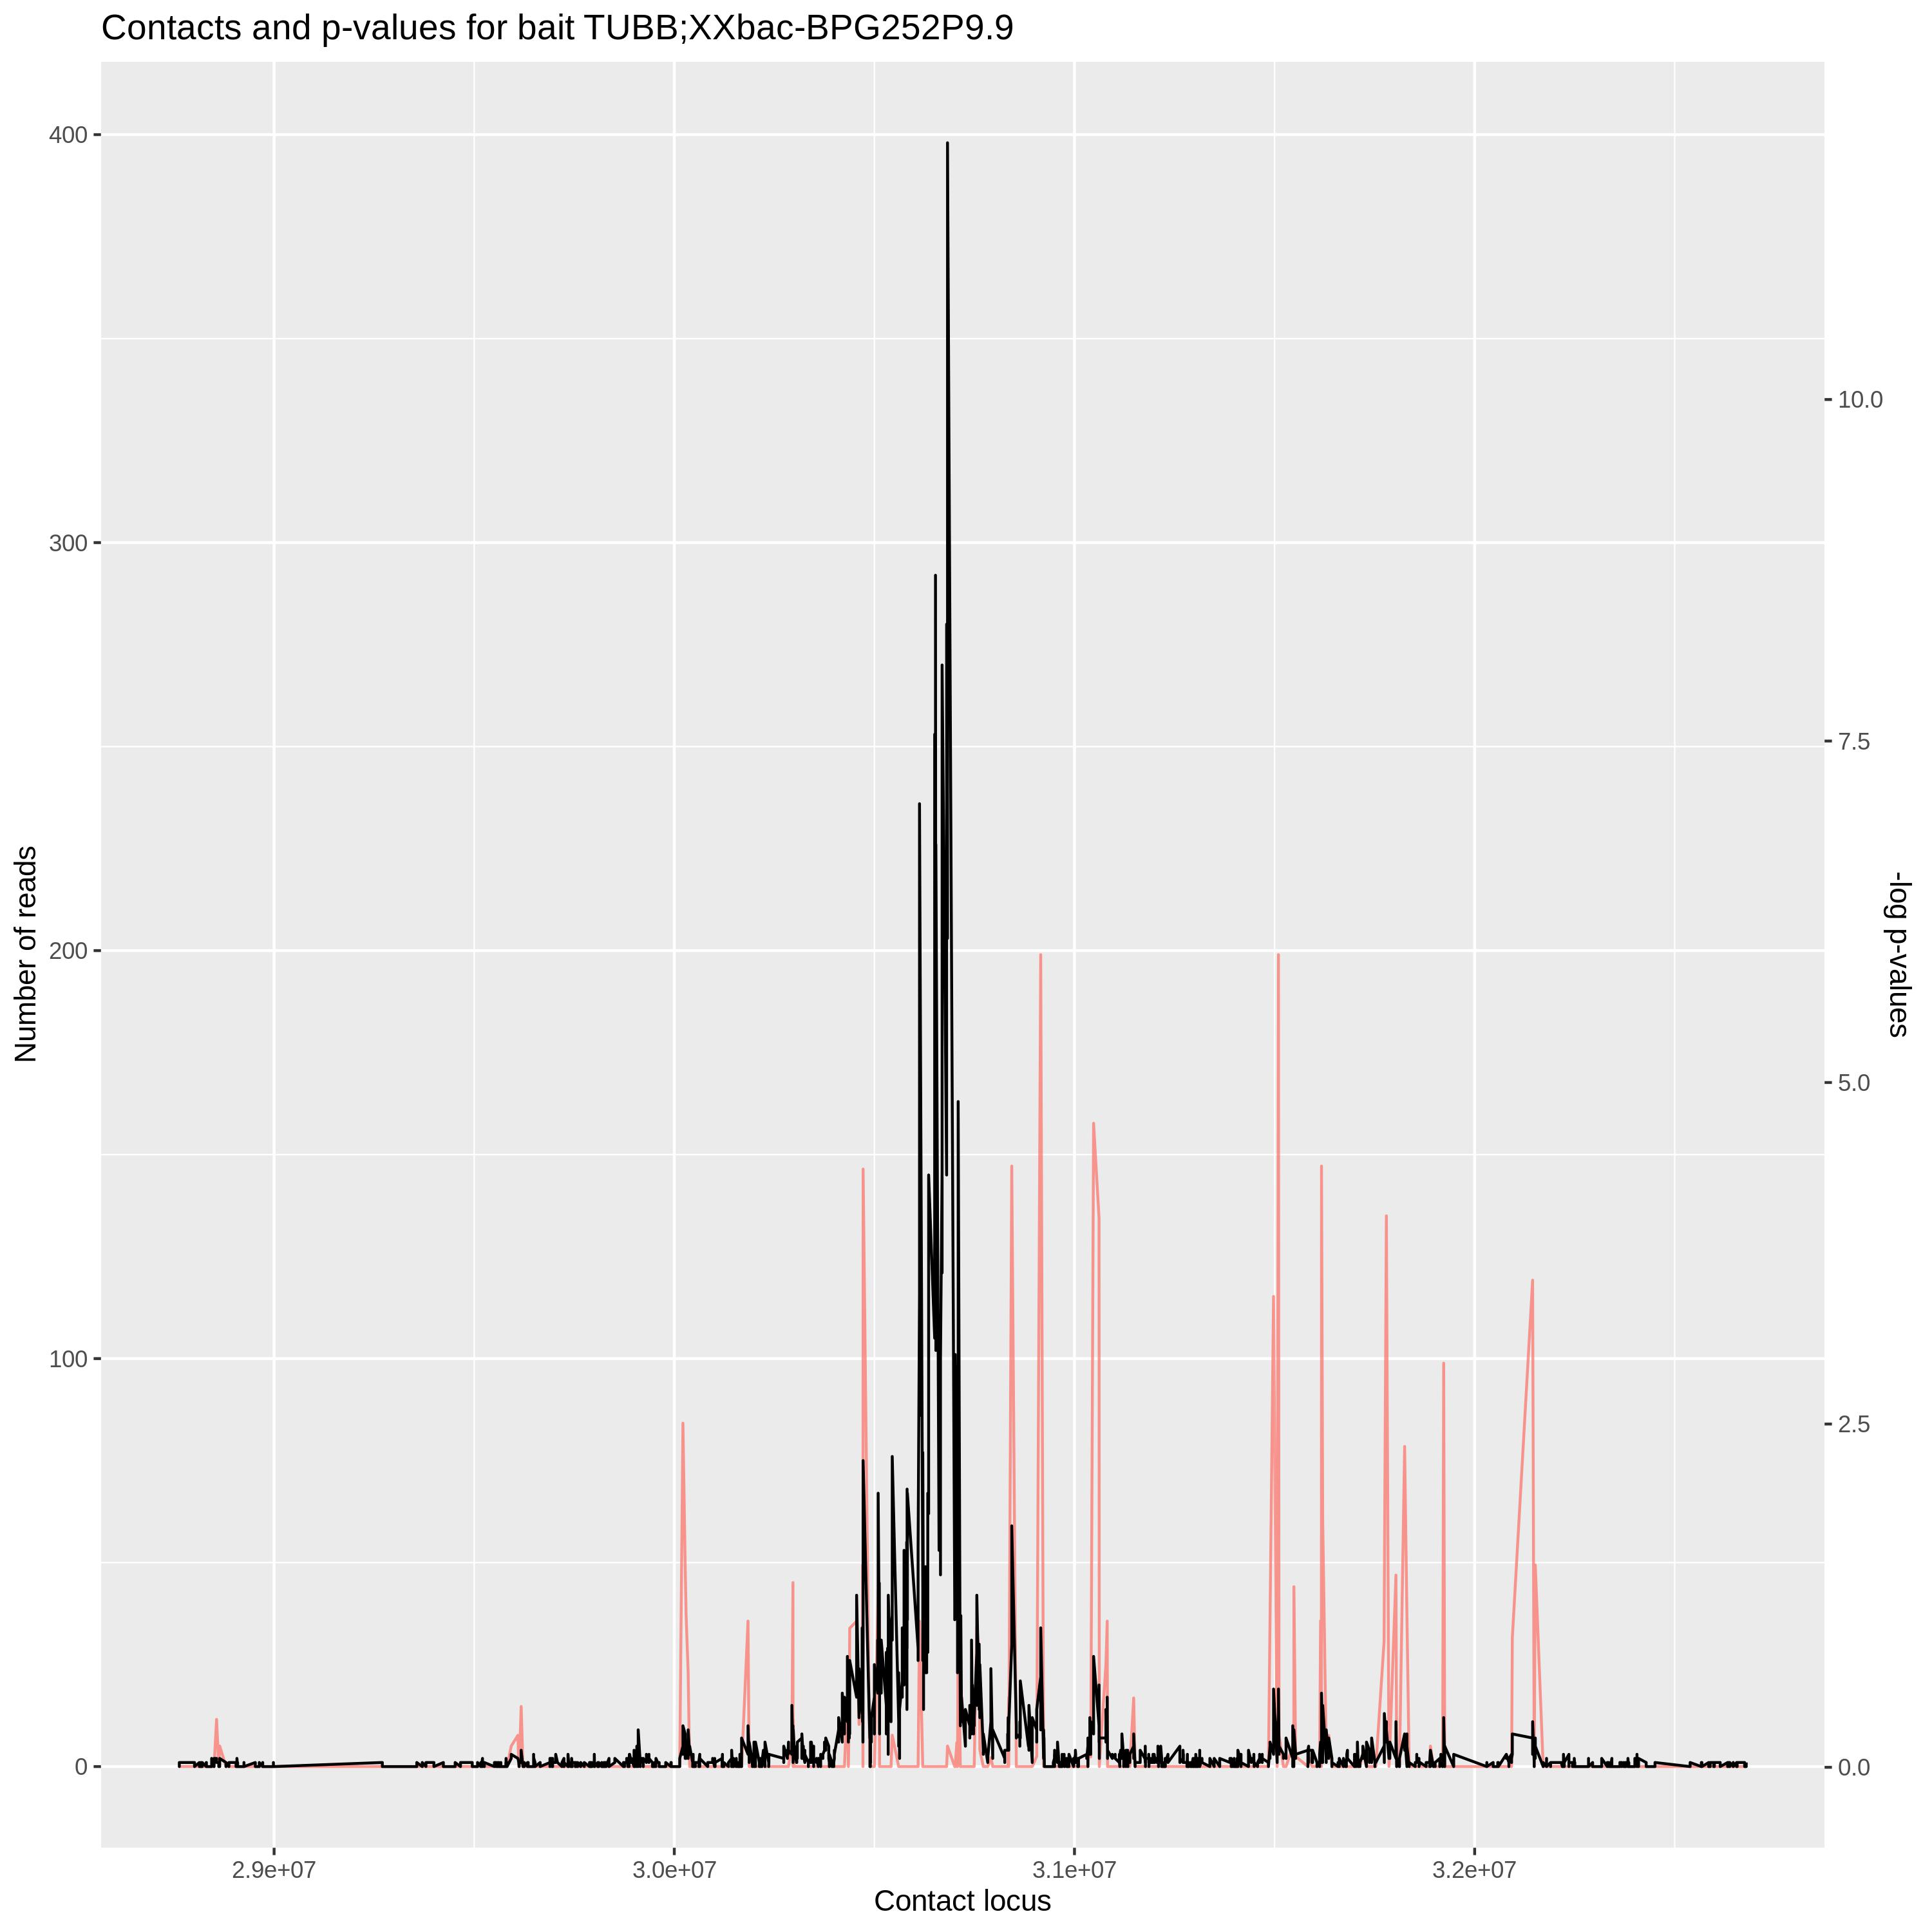 Contacts and p-values for bait TUBB;XXbac-BPG252P9.9
400
300
200
100
0
Number of reads
10.0
7.5
5.0
2.5
0.0
-log p-values
2.9e+07
3.0e+07
3.1e+07
3.2e+07
Contact locus